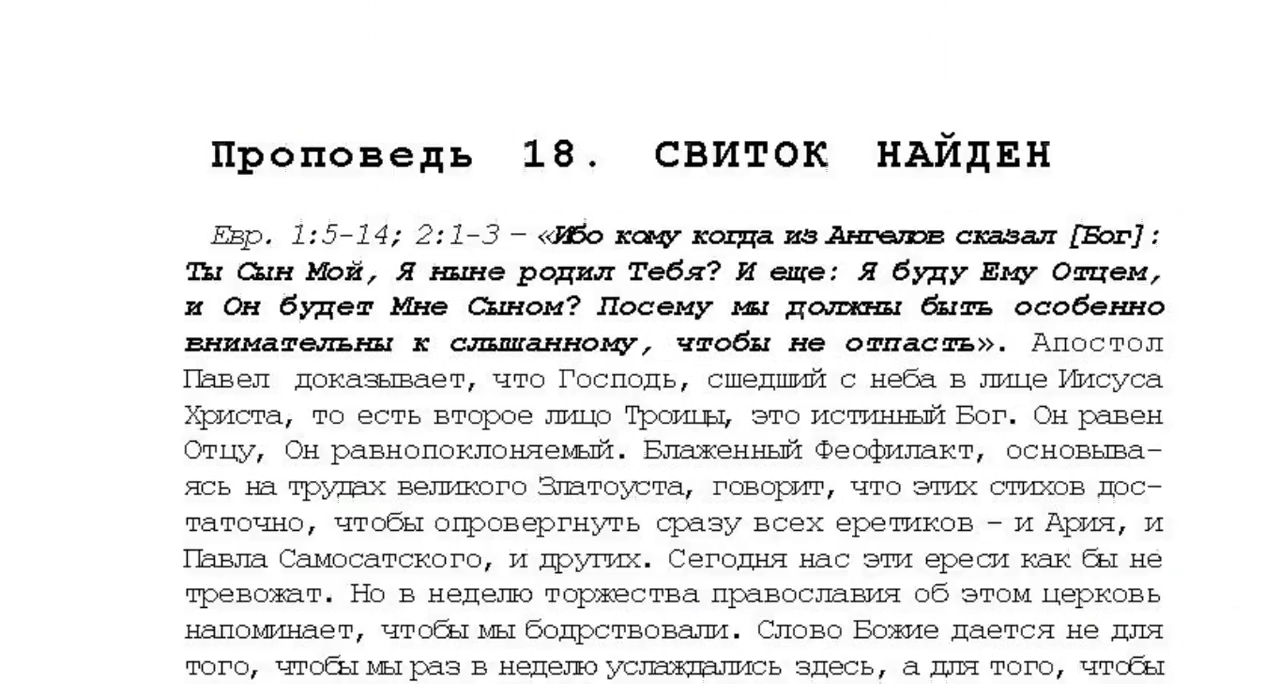 Проповедь 18. СВИТОК НАЙДЕН
Евр. 1:5-14; 2:1-3 – «Ибо кому когда из Ангелов сказал [Бог]:
Ты Сын Мой, Я ныне родил Тебя? И еще: Я буду Ему Отцем,
и Он будет Мне Сыном? Посему мы должны быть особенно
внимательны к слышанному, чтобы не отпасть». Апостол
Павел доказывает, что Господь, сшедший с неба в лице Иисуса
Христа, то есть второе лицо Троицы, это истинный Бог. Он равен
Отцу, Он равнопоклоняемый. Блаженный Феофилакт, основыва-
ясь на трудах великого Златоуста, говорит, что этих стихов дос-
таточно, чтобы опровергнуть сразу всех еретиков – и Ария, и
Павла Самосатского, и других. Сегодня нас эти ереси как бы не
тревожат. Но в неделю торжества православия об этом церковь
напоминает, чтобы мы бодрствовали. Слово Божие дается не для
того, чтобы мы раз в неделю услаждались здесь, а для того, чтобы